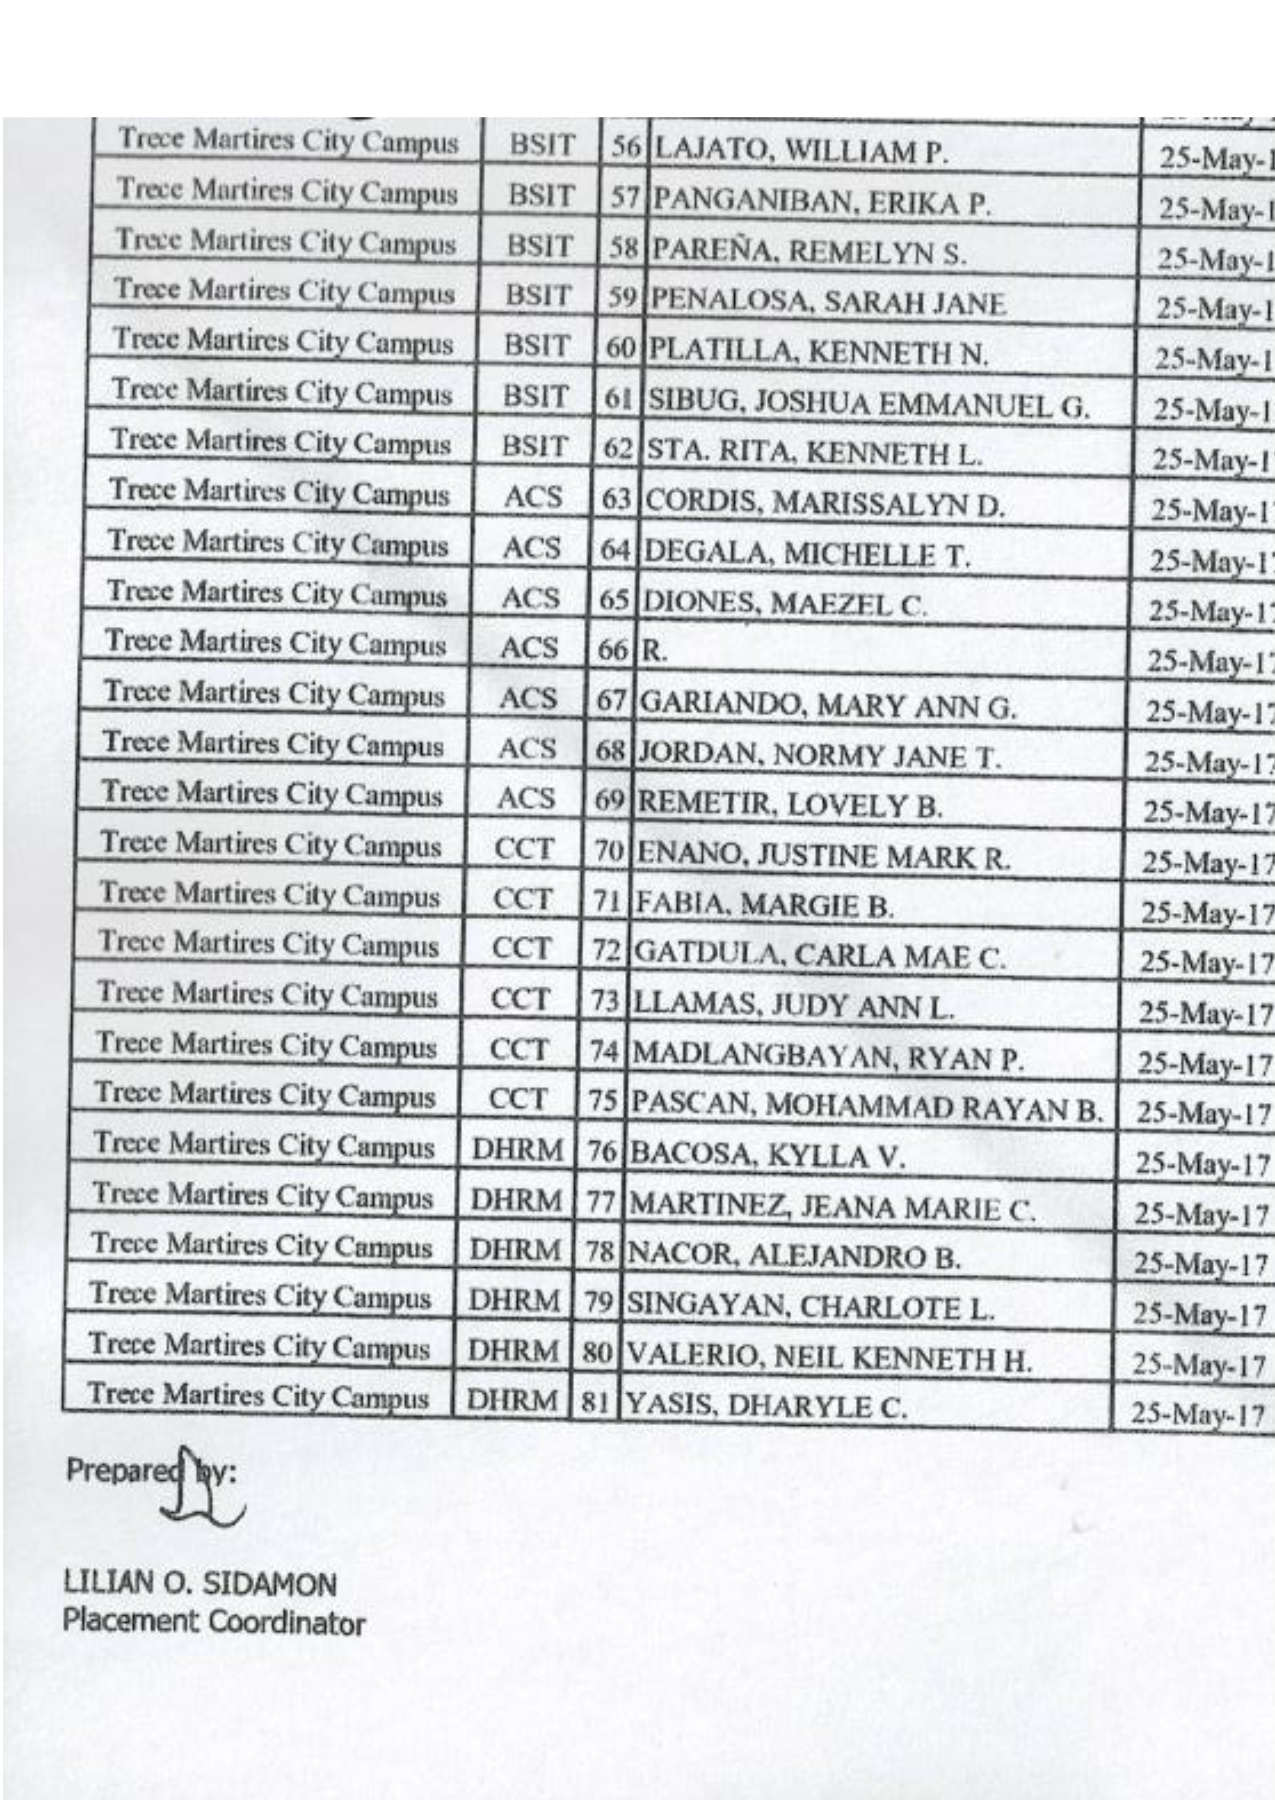 Trece Martires City Campus BSIT 56 LAJATO, WILLIAM P. 25-May-1
Trece Martires City Campus BSIT 57 PANGANIBAN, ERIKA P. 25-May-1
Trece Martires City Campus BSIT 58 PAREÑA, REMELYN S. 25-May-1
Trece Martires City Campus BSIT 59 PENALOSA, SARAH JANE 25-May-1
Trece Martires City Campus BSIT 60 PLATILLA, KENNETH N. 25-May-1
Trece Martires City Campus BSIT 61 SIBUG, JOSHUA EMMANUEL G. 25-May-1
Trece Martires City Campus BSIT 62 STA. RITA, KENNETH L. 25-May-1
Trece Martires City Campus ACS 63 CORDIS, MARISSALYN D. 25-May-1
Trece Martires City Campus ACS 64 DEGALA, MICHELLE T. 25-May-17
Trece Martires City Campus ACS 65 DIONES, MAEZEL C. 25-May-17
Trece Martires City Campus ACS 66 R. 25-May-17
Trece Martires City Campus ACS 67 GARIANDO, MARY ANN G. 25-May-17
Trece Martires City Campus ACS 68 JORDAN, NORMY JANE T. 25-May-17
Trece Martires City Campus ACS 69 REMETIR, LOVELY B. 25-May-17
Trece Martires City Campus CCT 70 ENANO, JUSTINE MARK R. 25-May-17
Trece Martires City Campus CCT 71 FABIA, MARGIE B. 25-May-17
Trece Martires City Campus CCT 72 GATDULA, CARLA MAE C. 25-May-17
Trece Martires City Campus CCT 73 LLAMAS, JUDY ANN L. 25-May-17
Trece Martires City Campus CCT 74 MADLANGBAYAN, RYAN P. 25-May-17
Trece Martires City Campus CCT 75 PASCAN, MOHAMMAD RAYAN B. 25-May-17
Trece Martires City Campus DHRM 76 BACOSA, KYLLA V. 25-May-17
Trece Martires City Campus DHRM 77 MARTINEZ, JEANA MARIE C. 25-May-17
Trece Martires City Campus DHRM 78 NACOR, ALEJANDRO B. 25-May-17
Trece Martires City Campus DHRM 79 SINGAYAN, CHARLOTE L. 25-May-17
Trece Martires City Campus DHRM 80 VALERIO, NEIL KENNETH H. 25-May-17
Trece Martires City Campus DHRM 81 YASIS, DHARYLE C. 25-May-17
Prepared by:
LILIAN O. SIDAMON
Placement Coordinator